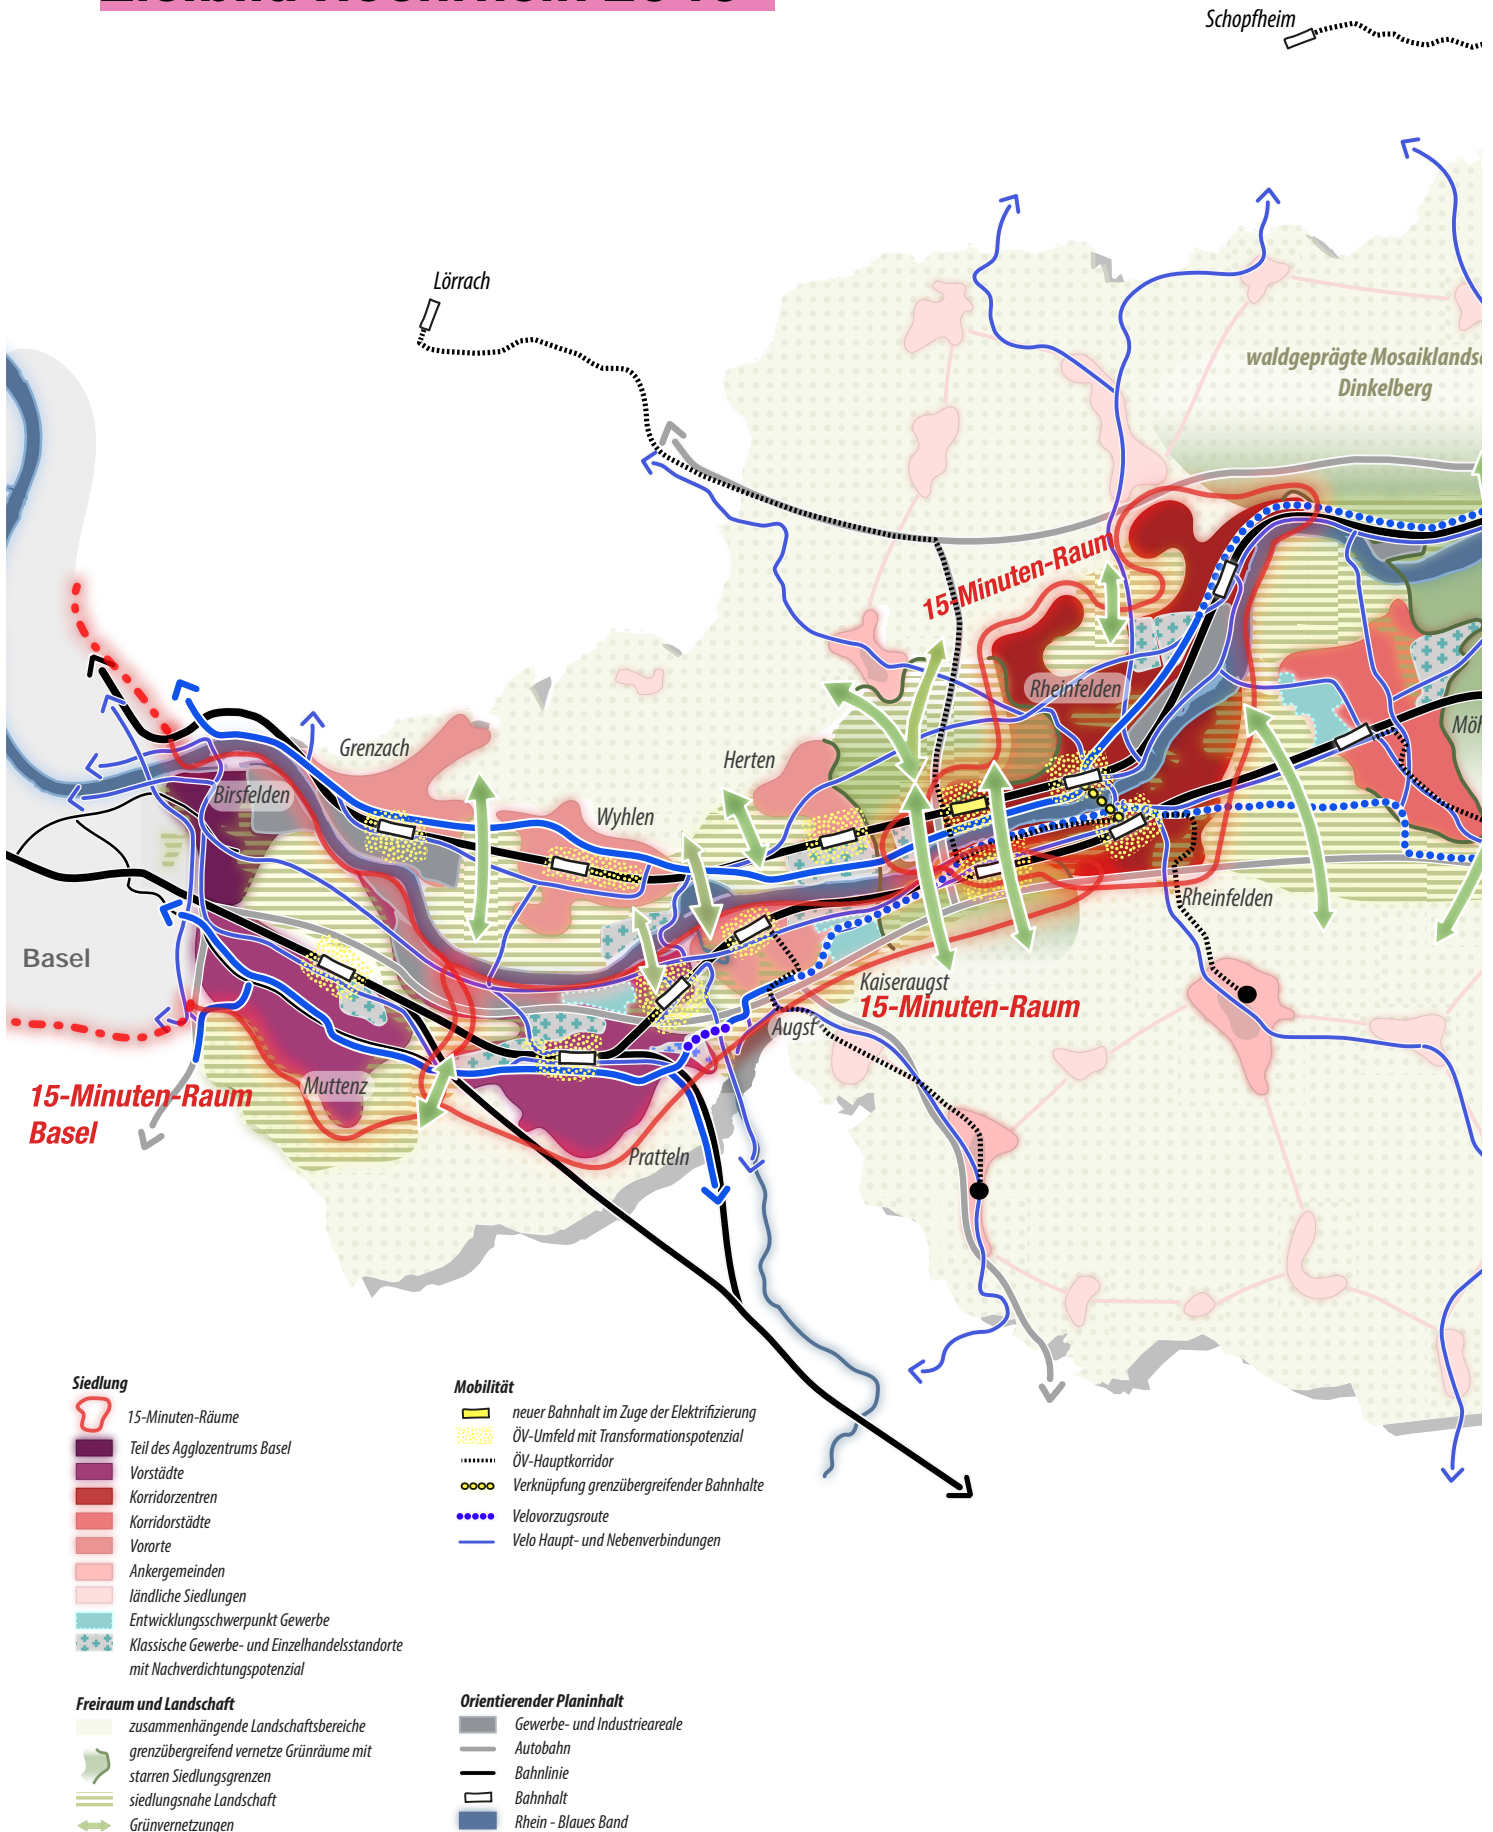 Schopfheim
Lörrach
waldgeprägte
Dinkelberg
15-Minuten-Raum
Rheinfelden
Grenzach
Herten
Birsfelden
Wyhlen
Rheinfelden
Basel
Kaiseraugst
15-Minuten-Raum
Augst
15-Minuten-Raum
Basel
Muttenz
Pratteln
Siedlung
15-Minuten-Räume
Teil des Agglozentrums Basel
Vorstädte
Korridorzentren
Korridorstädte
Vororte
Ankergemeinden
ländliche Siedlungen
Entwicklungsschwerpunkt Gewerbe
Klassische Gewerbe- und Einzelhandelsstandorte
mit Nachverdichtungspotenzial
Freiraum und Landschaft
zusammenhängende Landschaftsbereiche
grenzübergreifend vernetze Grünräume mit
starren Siedlungsgrenzen
siedlungsnahe Landschaft
Grünvernetzungen
Mobilität
neuer Bahnhalt im Zuge der Elektrifizierung
ÖV-Umfeld mit Transformationspotenzial
ÖV-Hauptkorridor
Verknüpfung grenzübergreifender Bahnhalte
Velovorzugsroute
Velo Haupt- und Nebenverbindungen
Orientierender Planinhalt
Gewerbe- und Industrieareale
Autobahn
Bahnlinie
Bahnhalt
Rhein - Blaues Band